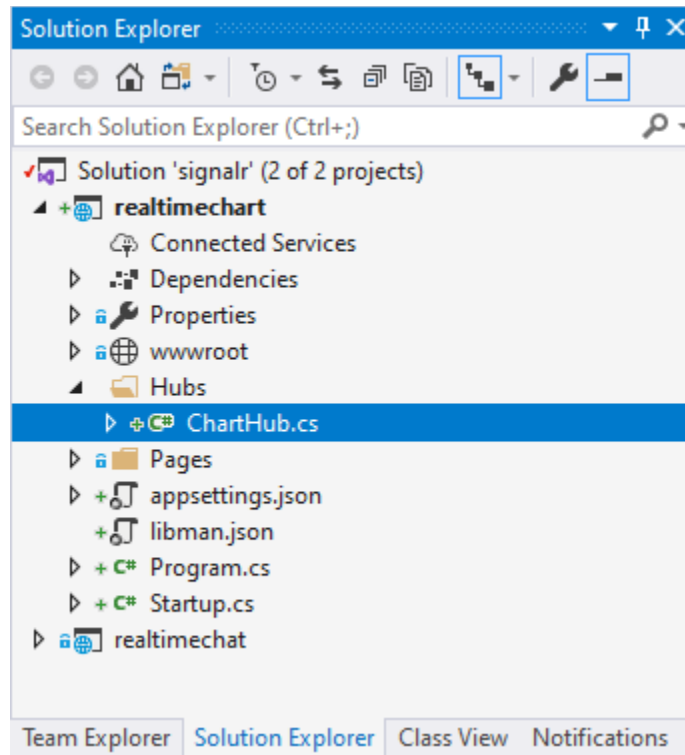 Solution Explorer
Search Solution Explorer (Ctrl+;)
Solution 'signalr' (2 of 2 projects)
realtimechart
Connected Services
Dependencies
Properties
wwwroot
Hubs
C# ChartHub.cs
Pages
appsettings.json
libman.json
C# Program.cs
C# Startup.cs
realtimechat
Team Explorer Solution Explorer Class View Notifications